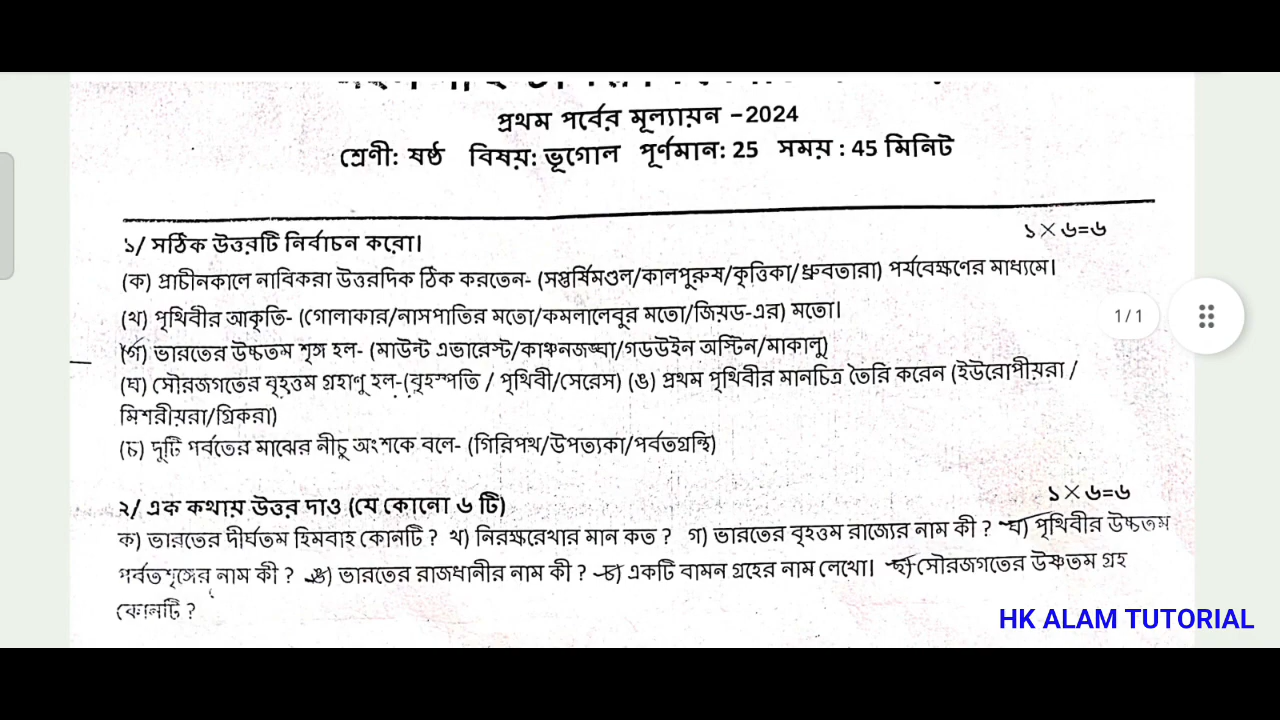 প্রথম পর্বের মূল্যায়ন –2024
শ্রেণী: ষষ্ঠ বিষয়: ভূগোল পূর্ণমান: 25 সময় : 45 মিনিট
১/ সঠিক উত্তরটি নির্বাচন করো। ১×৬=৬
(ক) প্রাচীনকালে নাবিকরা উত্তরদিক ঠিক করতেন- (সপ্তর্ষিমণ্ডল/কালপুরুষ/কৃত্তিকা/ধ্রুবতারা) পর্যবেক্ষণের মাধ্যমে।
(খ) পৃথিবীর আকৃতি- (গোলাকার/নাসপাতির মতো/কমলালেবুর মতো/জিয়ড-এর) মতো।
1/1
(গ) ভারতের উচ্চতম শৃঙ্গ হল- (মাউন্ট এভারেস্ট/কাঞ্চনজঙ্ঘা/গডউইন অস্টিন/মাকালু)
(ঘ) সৌরজগতের বৃহত্তম গ্রহাণু হল-(বৃহস্পতি / পৃথিবী/সেরেস) (ঙ) প্রথম পৃথিবীর মানচিত্র তৈরি করেন (ইউরোপীয়রা /
মিশরীয়রা/গ্রিকরা)
(চ) দুটি পর্বতের মাঝের নীচু অংশকে বলে- (গিরিপথ/উপত্যকা/পর্বতগ্রন্থি)
২/ এক কথায় উত্তর দাও (যে কোনো ৬ টি) ১×৬=৬
ক) ভারতের দীর্ঘতম হিমবাহ কোনটি ? খ) নিরক্ষরেখার মান কত ? গ) ভারতের বৃহত্তম রাজ্যের নাম কী ? ঘ) পৃথিবীর উচ্চতম
পর্বতশৃঙ্গের নাম কী ? ঙ) ভারতের রাজধানীর নাম কী ? চ) একটি বামন গ্রহের নাম লেখো। ছ) সৌরজগতের উষ্ণতম গ্রহ
কোনটি ?
HK ALAM TUTORIAL